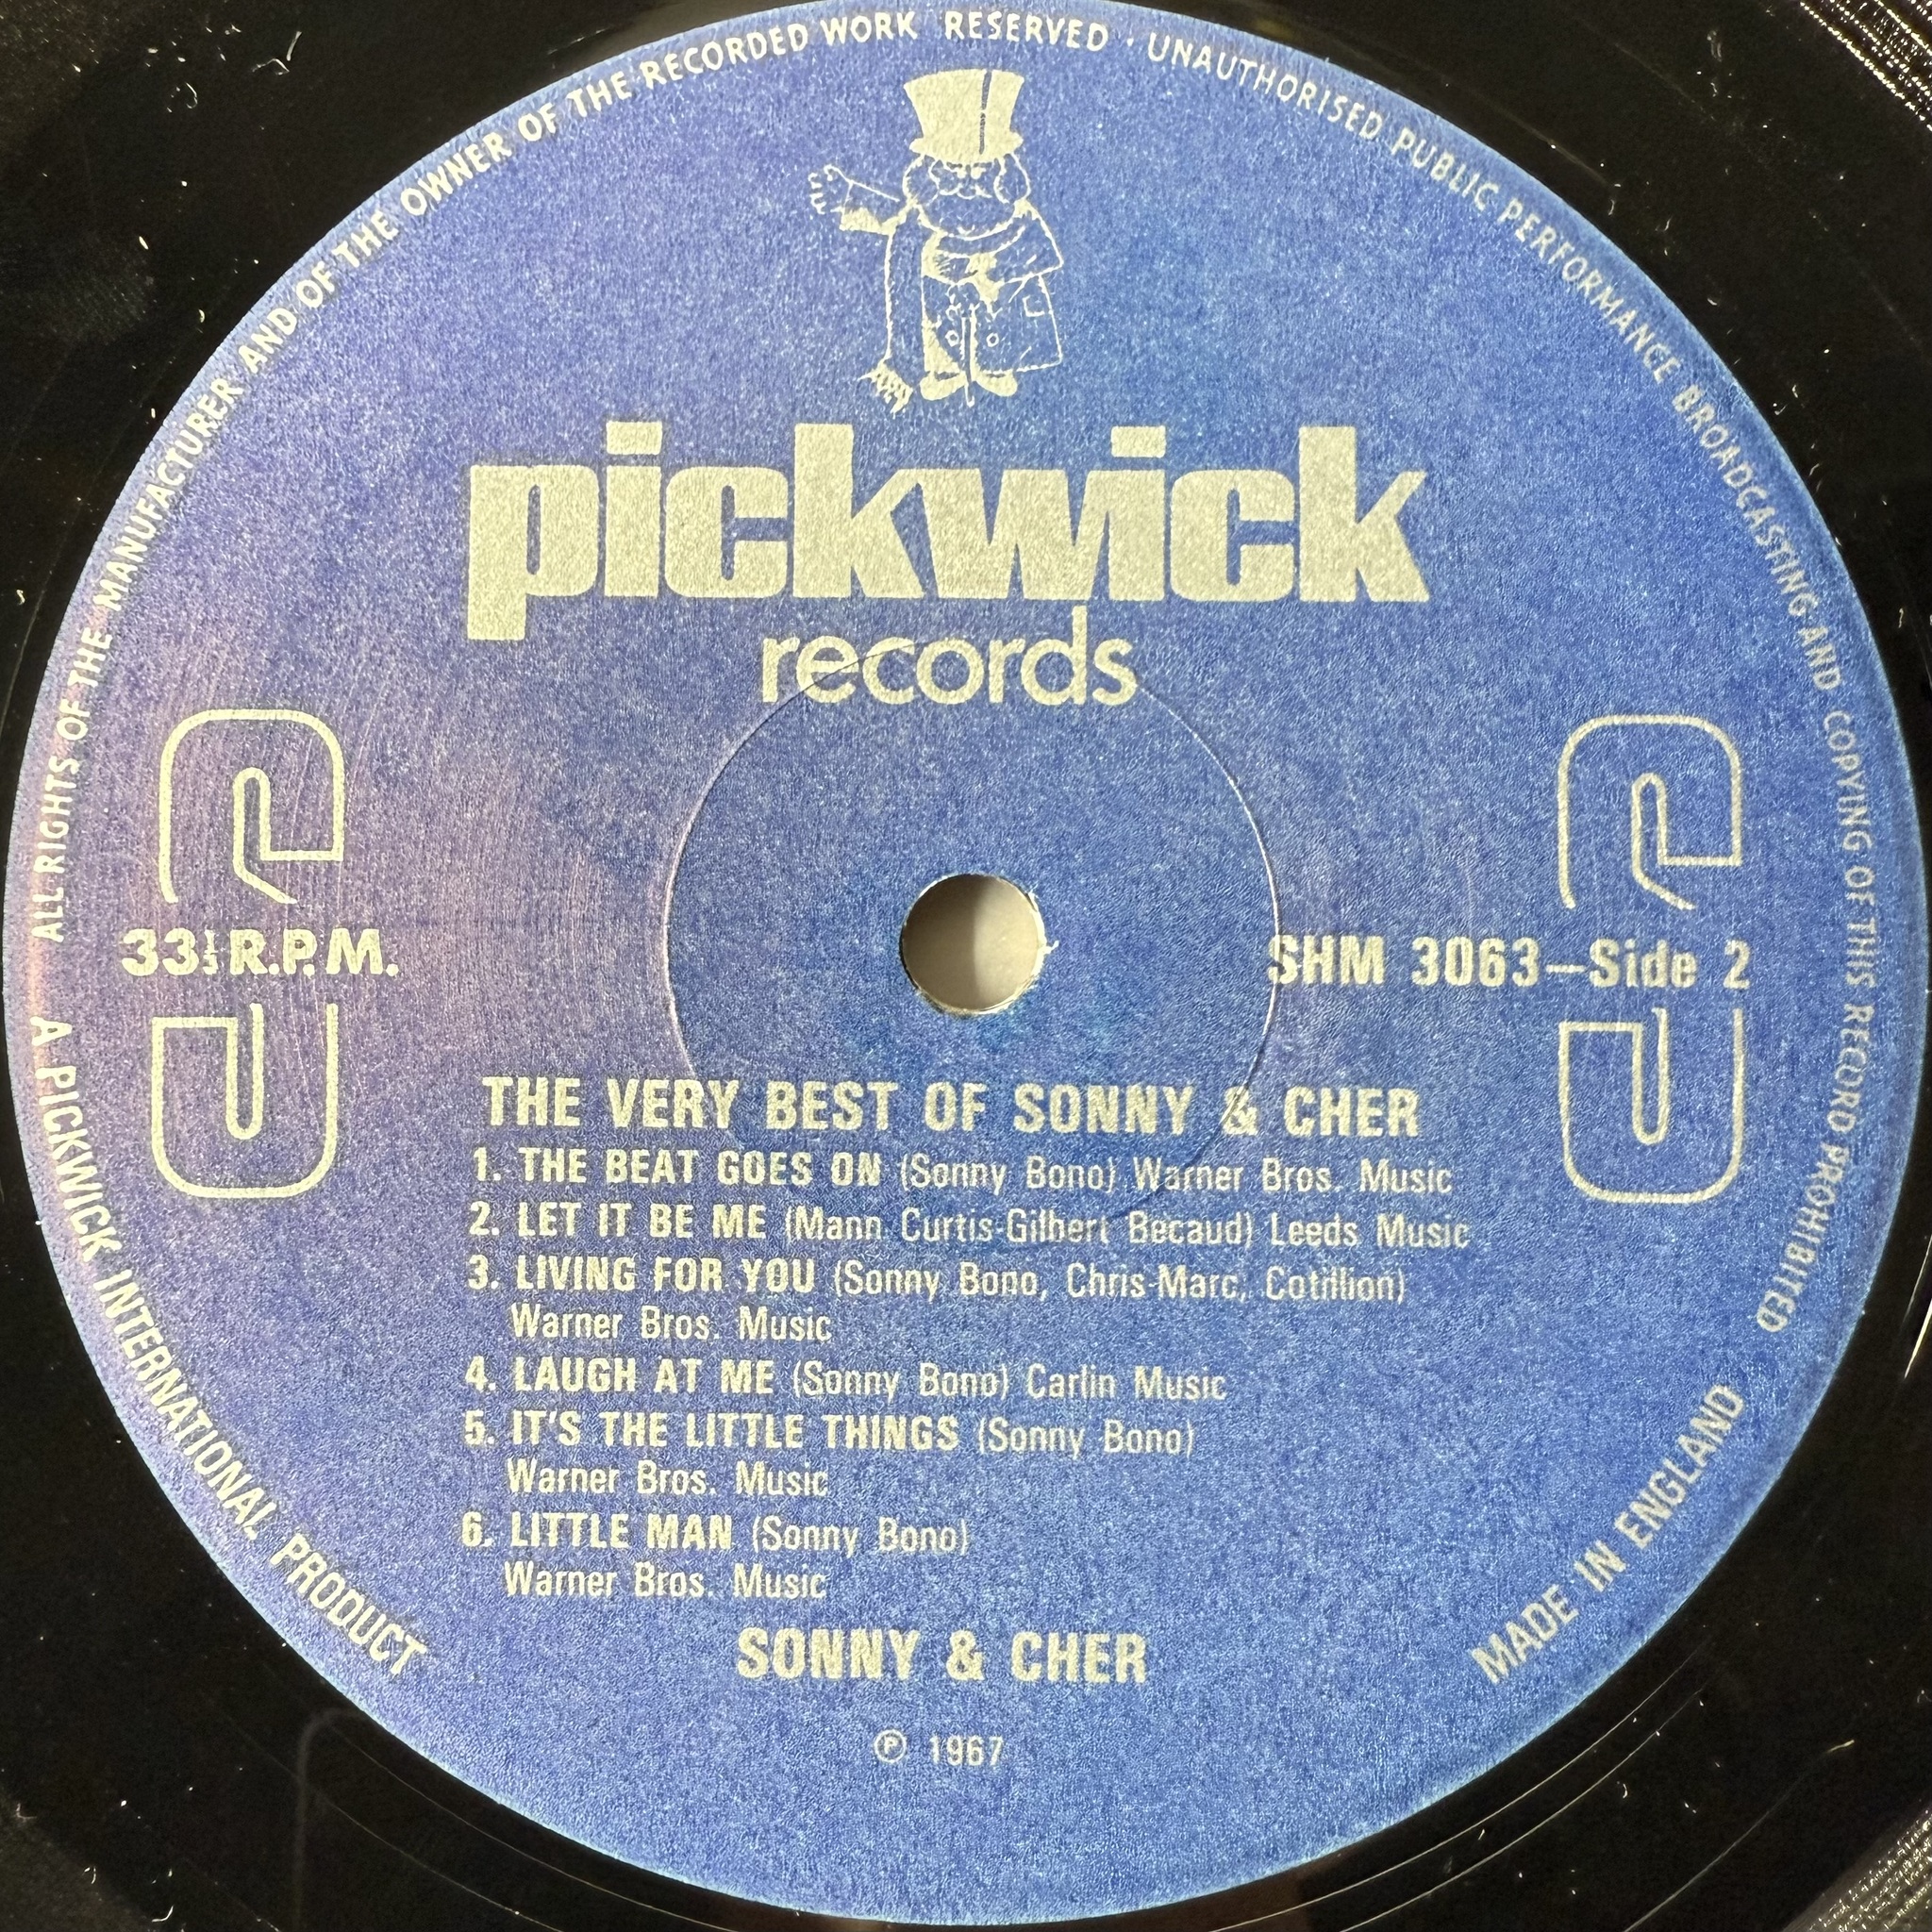 ALL RIGHTS OF THE MANUFACTURER AND OF THE OWNER OF THE RECORDED WORK RESERVED · UNAUTHORISED PUBLIC PERFORMANCE BROADCASTING AND COPYING OF THIS RECORD PROHIBITED
pickwick
records
S
S
33⅓ R.P.M.
SHM 3063–Side 2
THE VERY BEST OF SONNY & CHER
1. THE BEAT GOES ON (Sonny Bono) Warner Bros. Music
2. LET IT BE ME (Mann Curtis-Gilbert Becaud) Leeds Music
3. LIVING FOR YOU (Sonny Bono, Chris-Marc, Cotillion)
Warner Bros. Music
4. LAUGH AT ME (Sonny Bono) Carlin Music
5. IT'S THE LITTLE THINGS (Sonny Bono)
Warner Bros. Music
6. LITTLE MAN (Sonny Bono)
Warner Bros. Music
SONNY & CHER
℗ 1967
A PICKWICK INTERNATIONAL PRODUCT
MADE IN ENGLAND